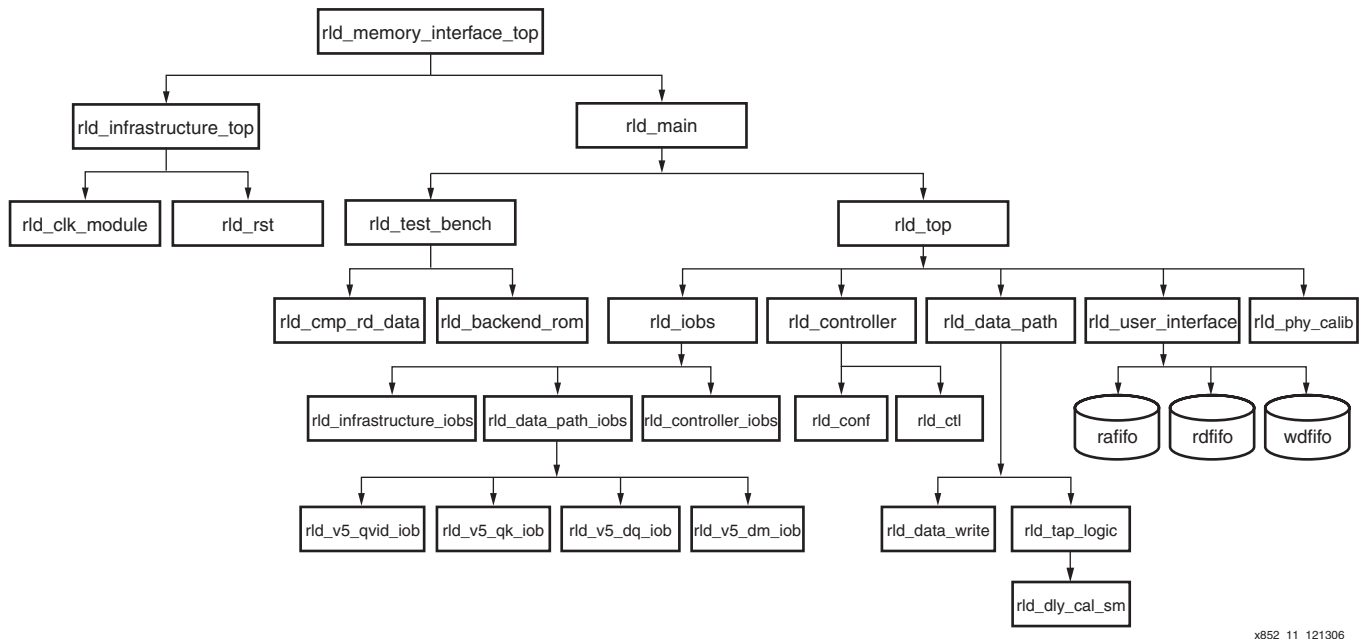 rld_memory_interface_top
rld_infrastructure_top
rld_main
rld_clk_module
rld_rst
rld_test_bench
rld_top
rld_cmp_rd_data
rld_backend_rom
rld_iobs
rld_controller
rld_data_path
rld_user_interface
rld_phy_calib
rld_infrastructure_iobs
rld_data_path_iobs
rld_controller_iobs
rld_conf
rld_ctl
rafifo
rdfifo
wdfifo
rld_v5_qvid_iob
rld_v5_qk_iob
rld_v5_dq_iob
rld_v5_dm_iob
rld_data_write
rld_tap_logic
rld_dly_cal_sm
x852_11_121306